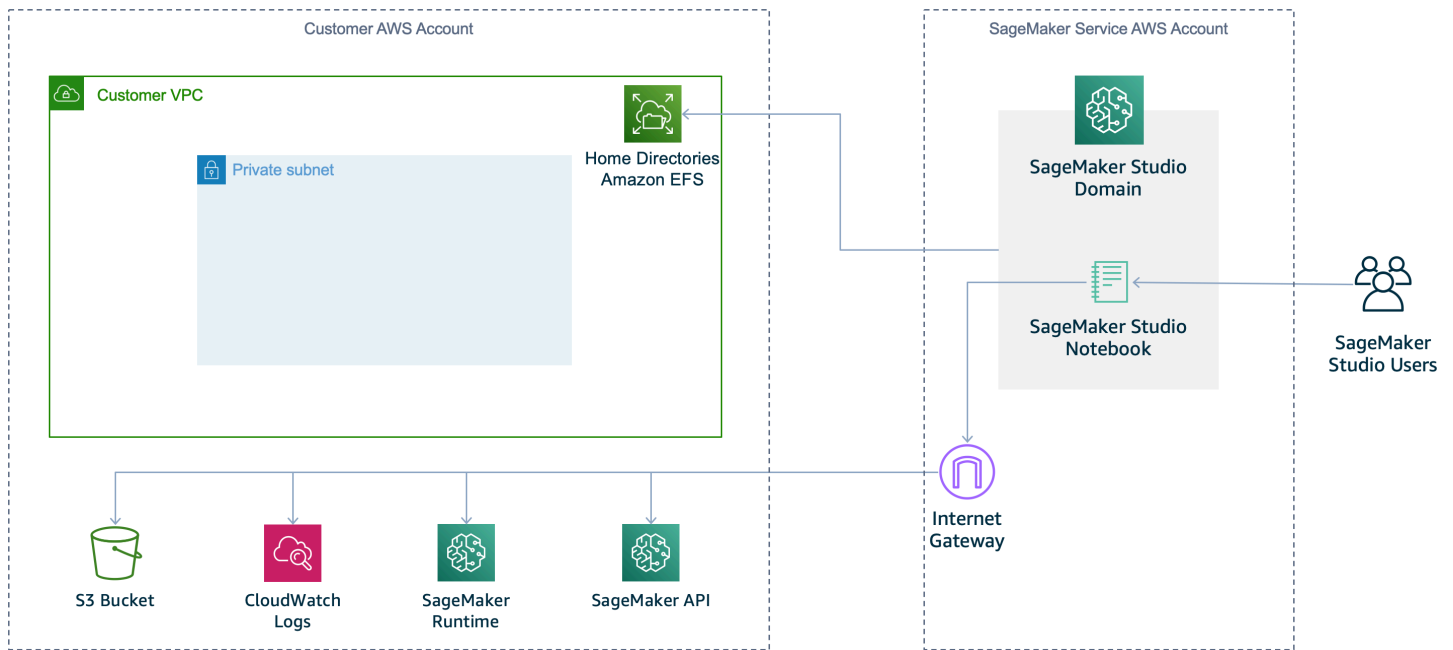 Customer AWS Account
SageMaker Service AWS Account
Customer VPC
Home Directories
Amazon EFS
Private subnet
SageMaker Studio
Domain
SageMaker Studio
Notebook
SageMaker
Studio Users
Internet
Gateway
S3 Bucket
CloudWatch
Logs
SageMaker
Runtime
SageMaker API